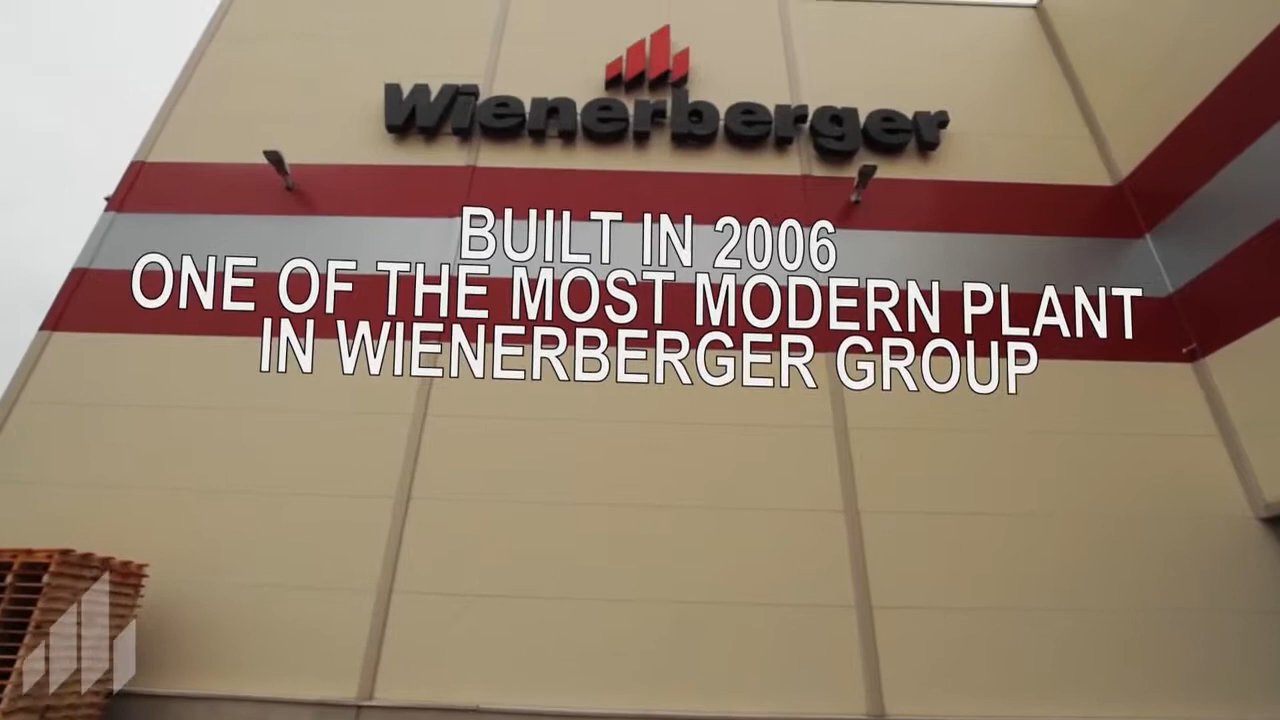 Wienerberger
BUILT IN 2006
ONE OF THE MOST MODERN PLANT
IN WIENERBERGER GROUP